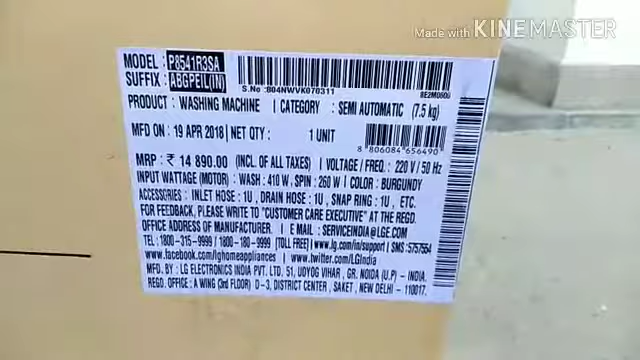 Made with KINEMASTER
MODEL : P8541R3SA
SUFFIX : ABGPEIL(IN)
S.No :804NWVK070311
PRODUCT : WASHING MACHINE | CATEGORY : SEMI AUTOMATIC (7.5 kg)
MFD ON : 19 APR 2018 | NET QTY : 1 UNIT
8 806084 656490
MRP : ₹ 14 890.00 (INCL. OF ALL TAXES) | VOLTAGE / FREQ. : 220 V / 50 Hz
INPUT WATTAGE (MOTOR) : WASH : 410 W, SPIN : 260 W | COLOR : BURGUNDY
ACCESSORIES : INLET HOSE : 1U , DRAIN HOSE : 1U , SNAP RING : 1U , ETC.
FOR FEEDBACK, PLEASE WRITE TO "CUSTOMER CARE EXECUTIVE" AT THE REGD.
OFFICE ADDRESS OF MANUFACTURER. | E-MAIL : SERVICEINDIA@LGE.COM
TEL : 1800-315-9999 / 1800-180-9999 [TOLL FREE] www.lg.com/in/support | SMS : 5757554
www.facebook.com/lghomeappliances | www.twitter.com/LGIndia
MFD. BY : LG ELECTRONICS INDIA PVT. LTD. 51, UDYOG VIHAR , GR. NOIDA (U.P) - INDIA.
REGD. OFFICE : A WING (3rd FLOOR) D-3, DISTRICT CENTER , SAKET , NEW DELHI - 110017.